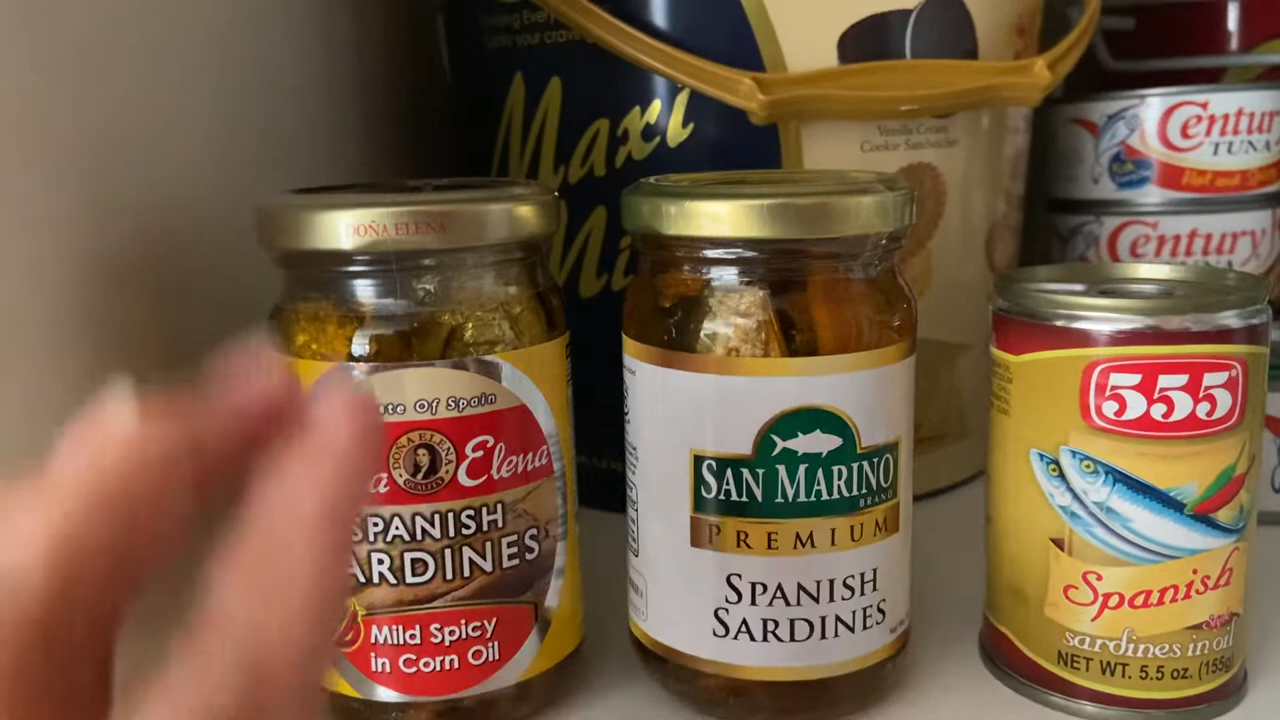 Maxi
Vanilla Cream
Cookie Sandwiches
Century
TUNA
Hot and Spicy
Century
DOÑA ELENA
te Of Spain
DOÑA ELENA
QUALITY
a Elena
SPANISH
ARDINES
Mild Spicy
in Corn Oil
SAN MARINO
BRAND
PREMIUM
SPANISH
SARDINES
555
Spanish
Style
sardines in oil
NET WT. 5.5 oz. (155g)